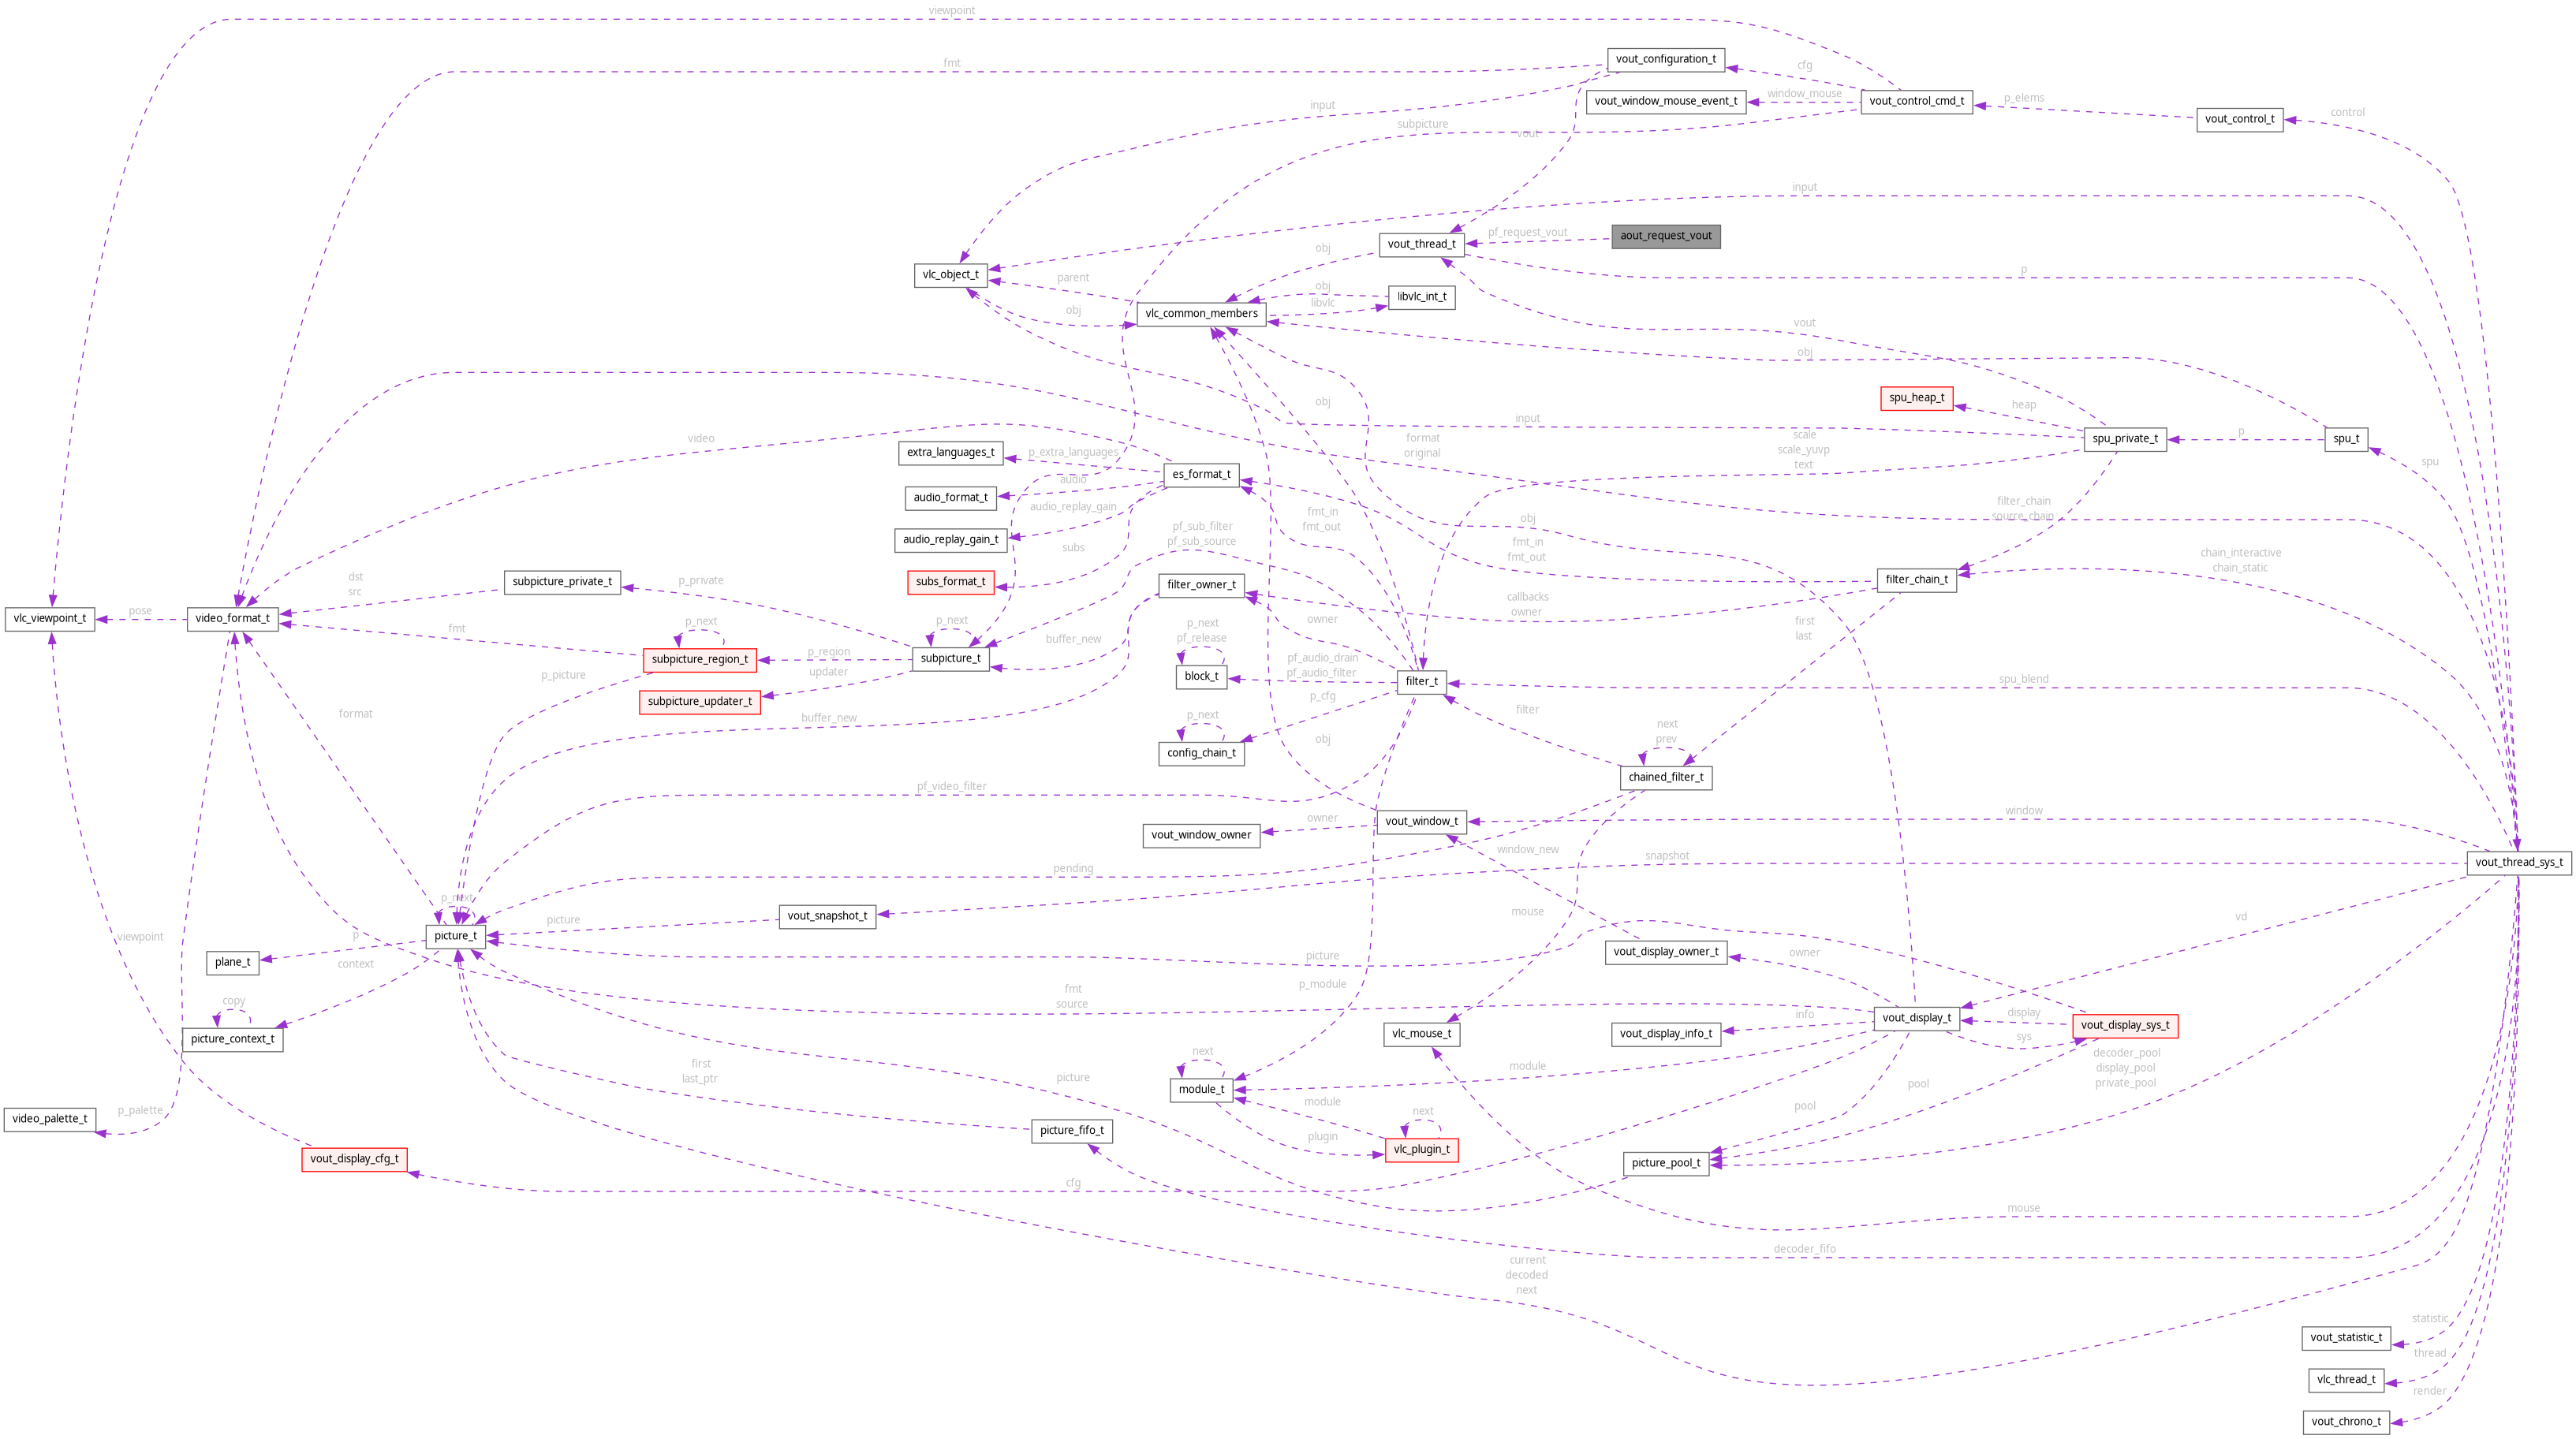 viewpoint
vout_configuration_t
fmt
cfg
vout_window_mouse_event_t
window_mouse
vout_control_cmd_t
p_elems
input
vout_control_t
control
subpicture
vout
input
aout_request_vout
pf_request_vout
vout_thread_t
obj
p
vlc_object_t
parent
libvlc_int_t
obj
libvlc
obj
vlc_common_members
vout
obj
spu_heap_t
heap
obj
input
video
format
original
scale
scale_yuvp
text
spu_private_t
p
spu_t
spu
extra_languages_t
p_extra_languages
es_format_t
audio
audio_format_t
audio_replay_gain
filter_chain
source_chain
fmt_in
fmt_out
obj
pf_sub_filter
pf_sub_source
audio_replay_gain_t
subs
fmt_in
fmt_out
chain_interactive
chain_static
subs_format_t
filter_owner_t
filter_chain_t
subpicture_private_t
p_private
dst
src
callbacks
owner
vlc_viewpoint_t
pose
video_format_t
fmt
p_next
subpicture_region_t
p_region
p_next
subpicture_t
buffer_new
owner
p_next
pf_release
first
last
block_t
pf_audio_drain
pf_audio_filter
filter_t
spu_blend
p_picture
subpicture_updater_t
updater
format
buffer_new
p_cfg
filter
p_next
config_chain_t
obj
next
prev
chained_filter_t
pf_video_filter
vout_window_owner
owner
vout_window_t
window
window_new
snapshot
vout_thread_sys_t
pending
p_next
vout_snapshot_t
picture
mouse
vd
picture_t
p
viewpoint
plane_t
context
picture
vout_display_owner_t
owner
p_module
fmt
source
copy
picture_context_t
vlc_mouse_t
vout_display_info_t
info
vout_display_t
display
sys
vout_display_sys_t
next
first
last_ptr
module
decoder_pool
display_pool
private_pool
picture
module_t
pool
pool
video_palette_t
p_palette
module
next
plugin
vlc_plugin_t
picture_fifo_t
vout_display_cfg_t
picture_pool_t
cfg
mouse
decoder_fifo
current
decoded
next
statistic
vout_statistic_t
thread
vlc_thread_t
render
vout_chrono_t